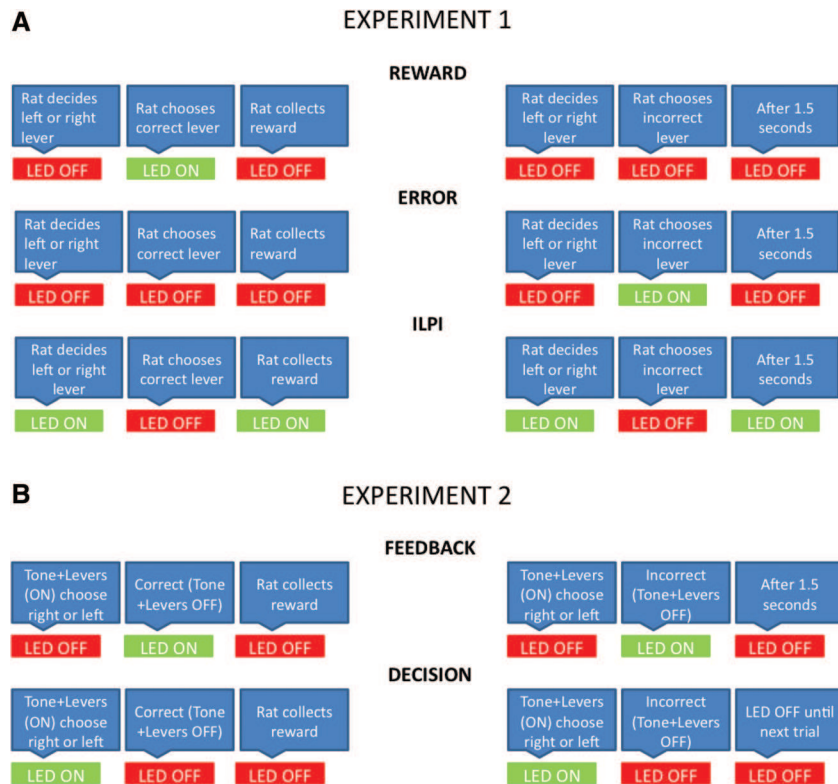 A
EXPERIMENT 1
REWARD
Rat decides
left or right
lever
Rat chooses
correct lever
Rat collects
reward
Rat decides
left or right
lever
Rat chooses
incorrect
lever
After 1.5
seconds
LED OFF
LED ON
LED OFF
LED OFF
LED OFF
LED OFF
ERROR
Rat decides
left or right
lever
Rat chooses
correct lever
Rat collects
reward
Rat decides
left or right
lever
Rat chooses
incorrect
lever
After 1.5
seconds
LED OFF
LED OFF
LED OFF
LED OFF
LED ON
LED OFF
ILPI
Rat decides
left or right
lever
Rat chooses
correct lever
Rat collects
reward
Rat decides
left or right
lever
Rat chooses
incorrect
lever
After 1.5
seconds
LED ON
LED OFF
LED ON
LED ON
LED OFF
LED ON
B
EXPERIMENT 2
FEEDBACK
Tone+Levers
(ON) choose
right or left
Correct (Tone
+Levers OFF)
Rat collects
reward
Tone+Levers
(ON) choose
right or left
Incorrect
(Tone+Levers
OFF)
After 1.5
seconds
LED OFF
LED ON
LED OFF
LED OFF
LED ON
LED OFF
DECISION
Tone+Levers
(ON) choose
right or left
Correct (Tone
+Levers OFF)
Rat collects
reward
Tone+Levers
(ON) choose
right or left
Incorrect
(Tone+Levers
OFF)
LED OFF until
next trial
LED ON
LED OFF
LED OFF
LED ON
LED OFF
LED OFF